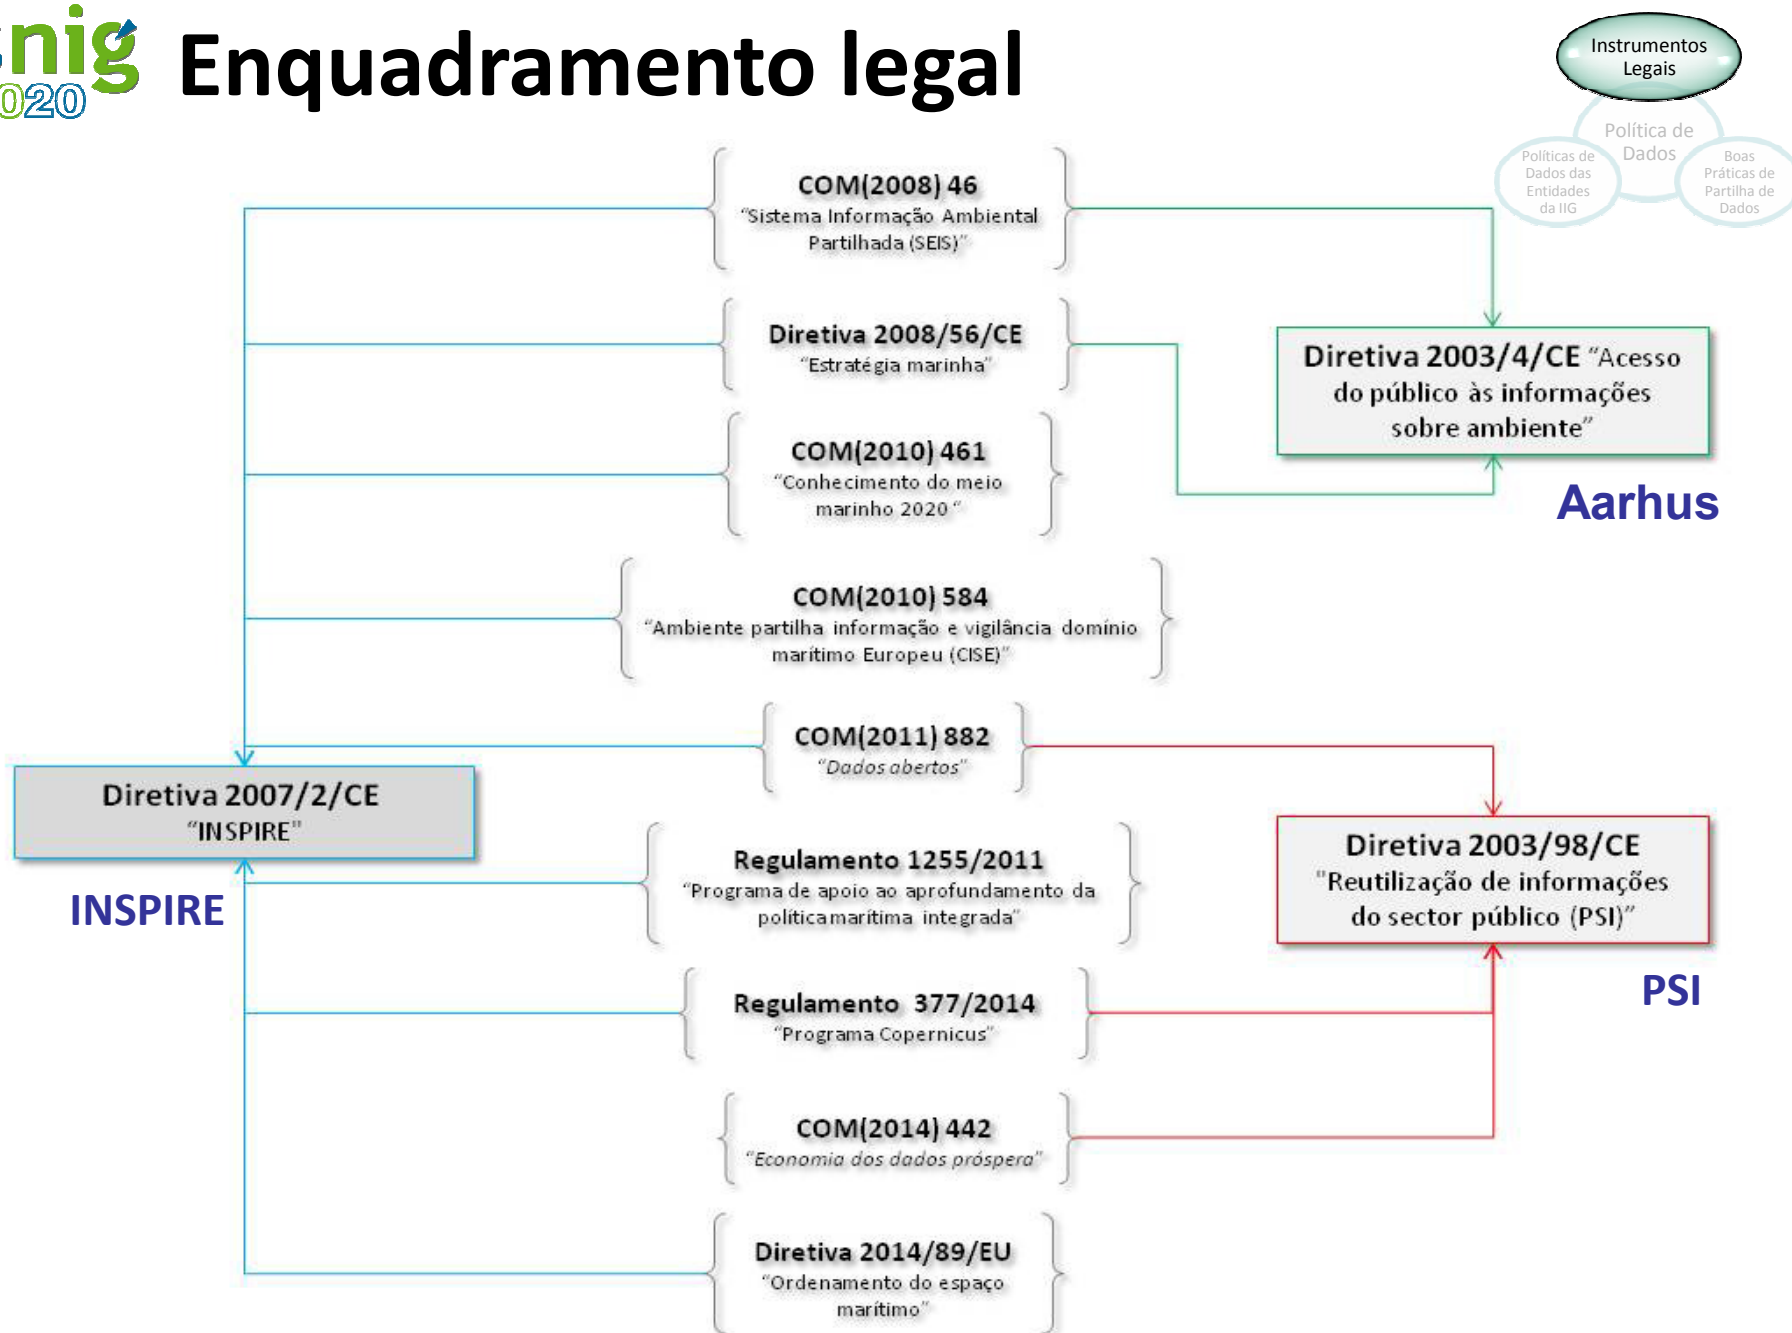 nig
2020
Enquadramento legal
Instrumentos
Legais
Política de
Dados
Políticas de
Dados das
Entidades
da IIG
Boas
Práticas de
Partilha de
Dados
COM(2008) 46
“Sistema Informação Ambiental
Partilhada (SEIS)”
Diretiva 2008/56/CE
“Estratégia marinha”
Diretiva 2003/4/CE “Acesso
do público às informações
sobre ambiente”
Aarhus
COM(2010) 461
“Conhecimento do meio
marinho 2020 “
COM(2010) 584
“Ambiente partilha informação e vigilância domínio
marítimo Europeu (CISE)”
COM(2011) 882
“Dados abertos”
Diretiva 2007/2/CE
“INSPIRE”
INSPIRE
Regulamento 1255/2011
“Programa de apoio ao aprofundamento da
política marítima integrada”
Diretiva 2003/98/CE
"Reutilização de informações
do sector público (PSI)”
PSI
Regulamento 377/2014
“Programa Copernicus”
COM(2014) 442
“Economia dos dados próspera”
Diretiva 2014/89/EU
“Ordenamento do espaço
marítimo”